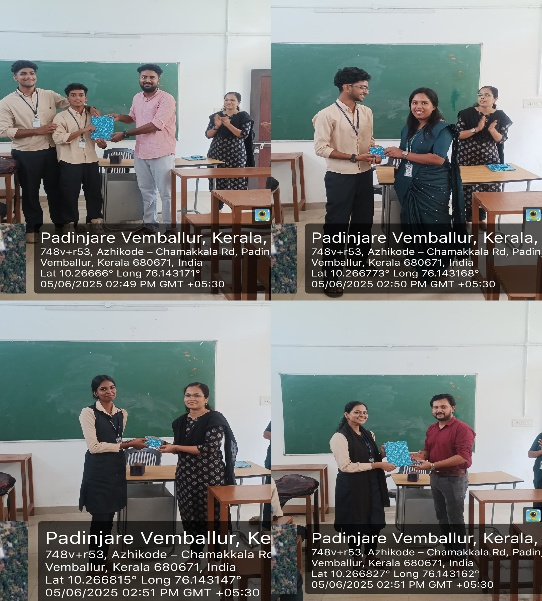 Padinjare Vemballur, Kerala,
748v+r53, Azhikode – Chamakkala Rd, Padin
Vemballur, Kerala 680671, India
Lat 10.26666° Long 76.143171°
05/06/2025 02:49 PM GMT +05:30
Padinjare Vemballur, Kerala,
748v+r53, Azhikode – Chamakkala Rd, Padin
Vemballur, Kerala 680671, India
Lat 10.266773° Long 76.143168°
05/06/2025 02:50 PM GMT +05:30
Padinjare Vemballur, Ke
748v+r53, Azhikode – Chamakkala Rd
Vemballur, Kerala 680671, India
Lat 10.266815° Long 76.143147°
05/06/2025 02:51 PM GMT +05:30
Padinjare Vemballur, Kerala,
748v+r53, Azhikode – Chamakkala Rd, Padin
Vemballur, Kerala 680671, India
Lat 10.266827° Long 76.143162°
05/06/2025 02:51 PM GMT +05:30